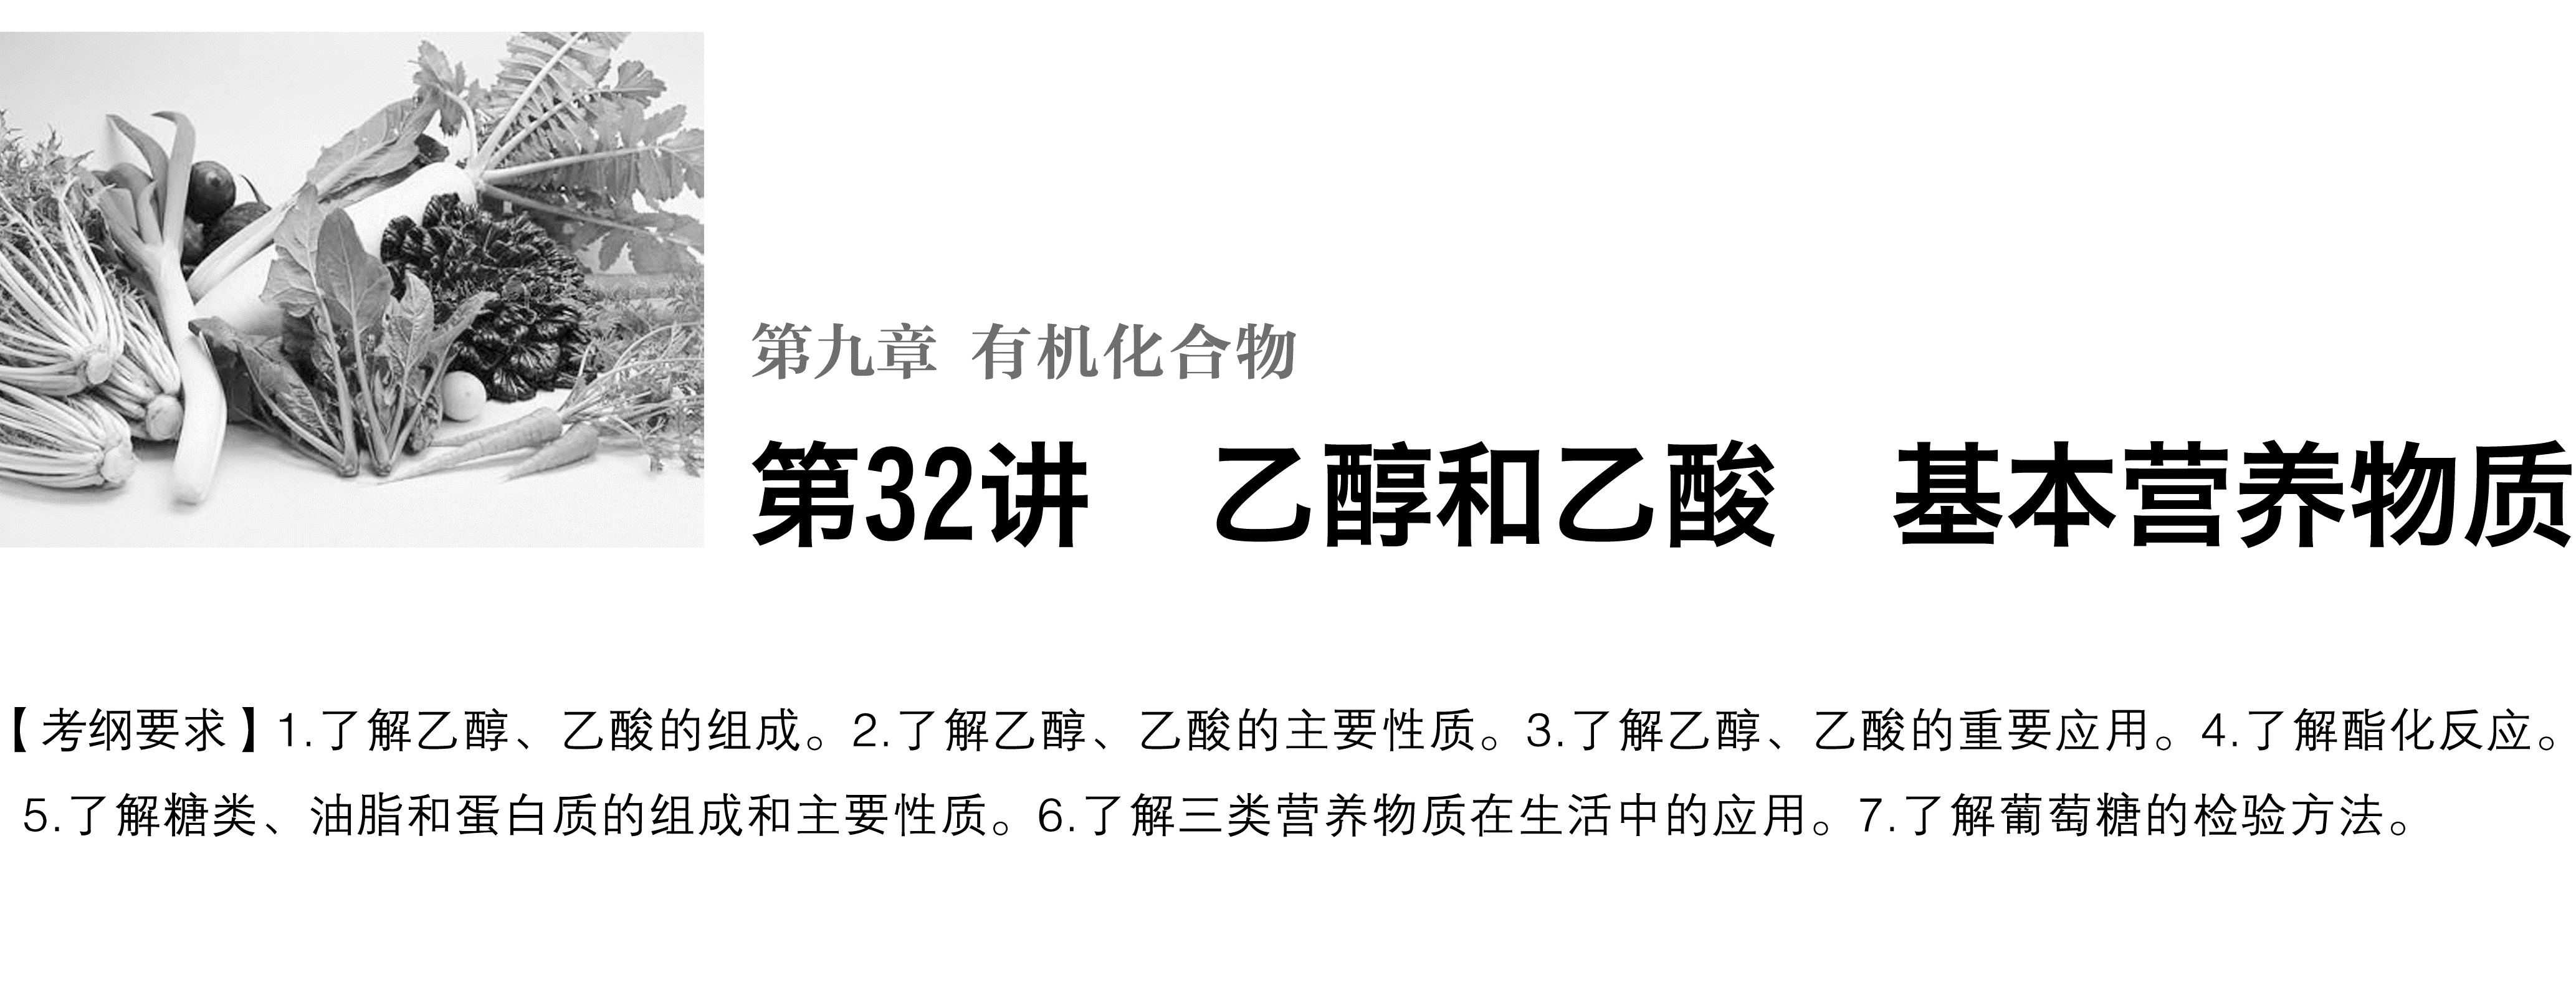 第九章 有机化合物
第32讲 乙醇和乙酸 基本营养物质
【考纲要求】1.了解乙醇、乙酸的组成。2.了解乙醇、乙酸的主要性质。3.了解乙醇、乙酸的重要应用。4.了解酯化反应。
5.了解糖类、油脂和蛋白质的组成和主要性质。6.了解三类营养物质在生活中的应用。7.了解葡萄糖的检验方法。